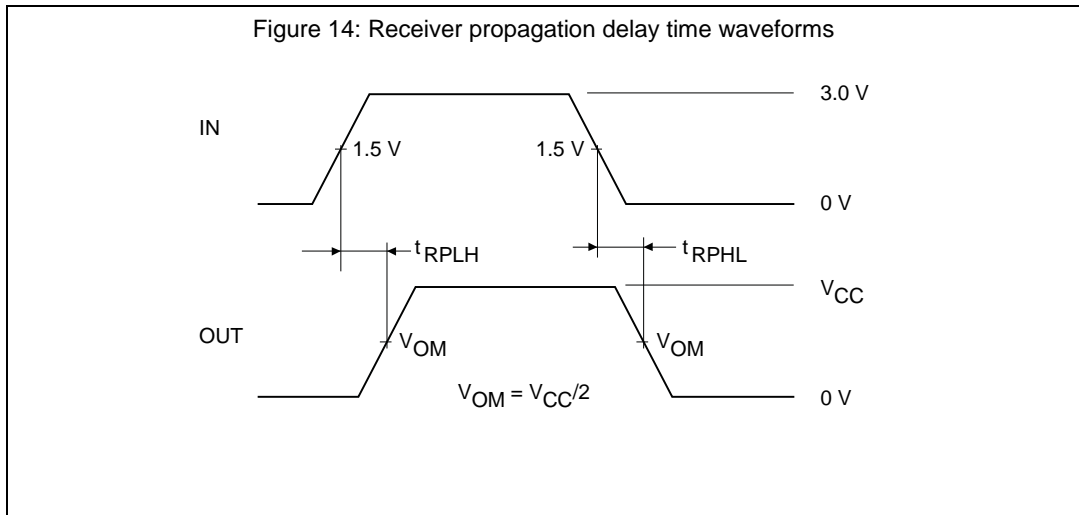 Figure 14: Receiver propagation delay time waveforms
3.0 V
IN
1.5 V
1.5 V
0 V
tRPLH
tRPHL
VCC
OUT
VOM
VOM
VOM = VCC/2
0 V